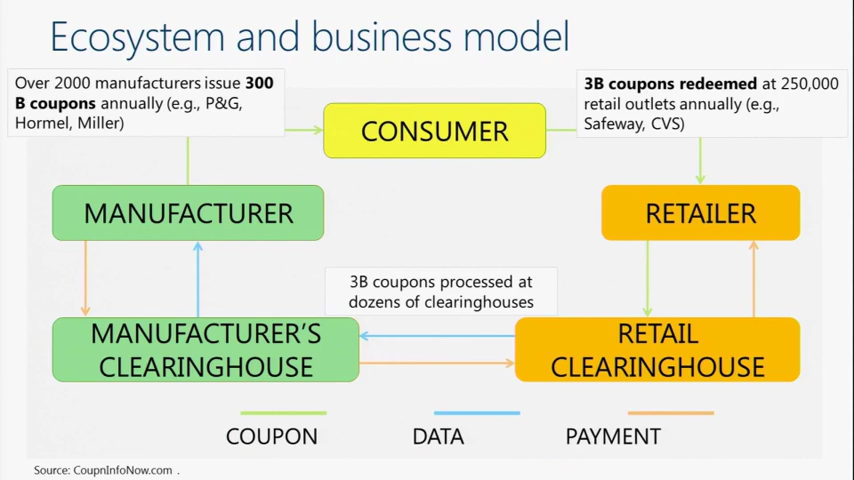 Ecosystem and business model
Over 2000 manufacturers issue 300
B coupons annually (e.g., P&G,
Hormel, Miller)
3B coupons redeemed at 250,000
retail outlets annually (e.g.,
Safeway, CVS)
CONSUMER
MANUFACTURER
RETAILER
3B coupons processed at
dozens of clearinghouses
MANUFACTURER'S
CLEARINGHOUSE
RETAIL
CLEARINGHOUSE
COUPON
DATA
PAYMENT
Source: CoupnInfoNow.com .